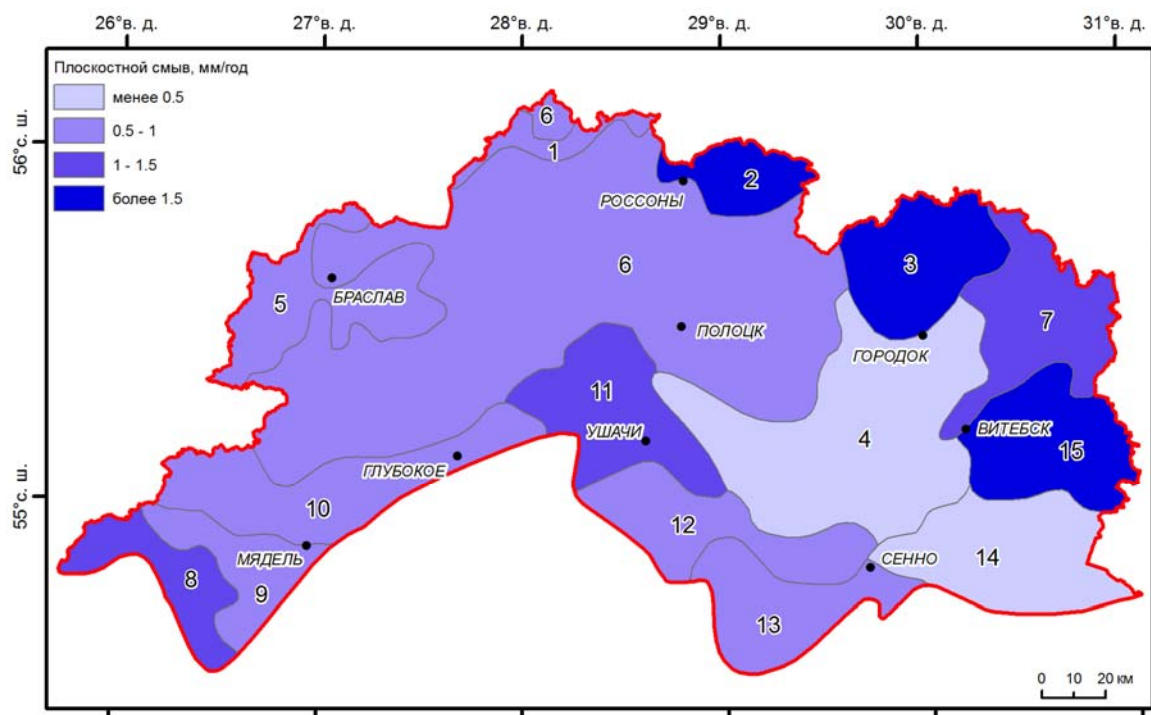 26°в. д. 27°в. д. 28°в. д. 29°в. д. 30°в. д. 31°в. д.
Плоскостной смыв, мм/год
менее 0.5
0.5 - 1
1 - 1.5
более 1.5
56°с. ш.
55°с. ш.
6
1
2
РОССОНЫ
3
6
5
БРАСЛАВ
7
ПОЛОЦК
ГОРОДОК
11
УШАЧИ
4
ВИТЕБСК
15
ГЛУБОКОЕ
10
12
МЯДЕЛЬ
СЕННО
14
8
9
13
0 10 20 км